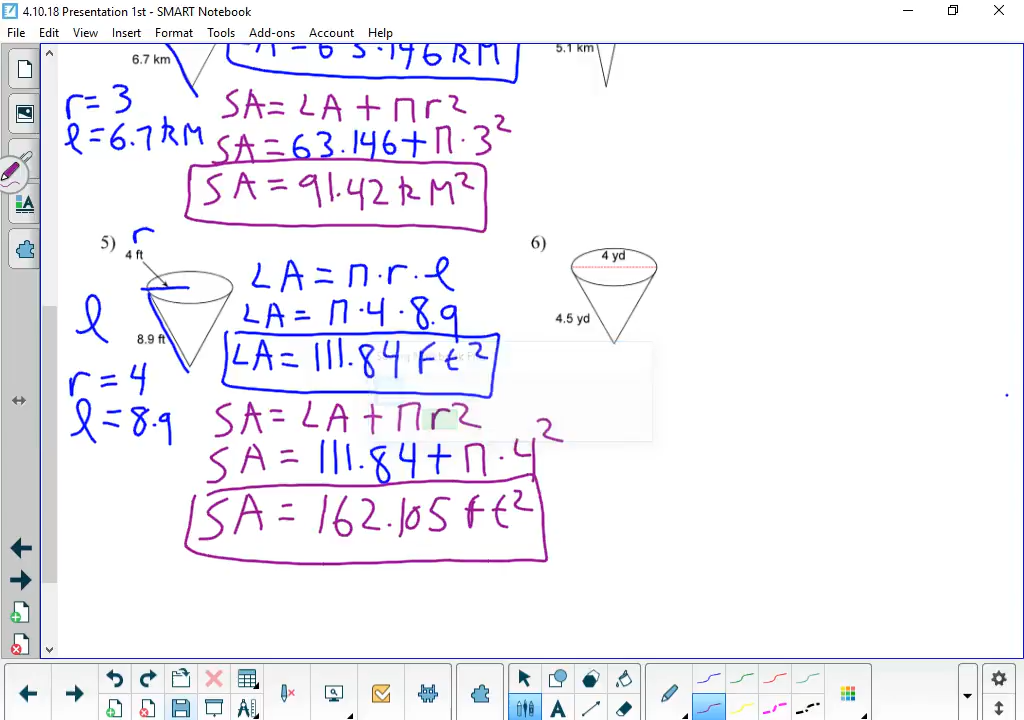 4.10.18 Presentation 1st - SMART Notebook
File Edit View Insert Format Tools Add-ons Account Help
6.7 km
5.1 km
r = 3
l = 6.7 km
SA = LA + π r²
SA = 63.146 + π · 3²
SA = 91.42 km²
5)
r
4 ft
l
8.9 ft
r = 4
l = 8.9
LA = π · r · l
LA = π · 4 · 8.9
LA = 111.84 ft²
SA = LA + π r²
SA = 111.84 + π · 4²
SA = 162.105 ft²
6)
4 yd
4.5 yd